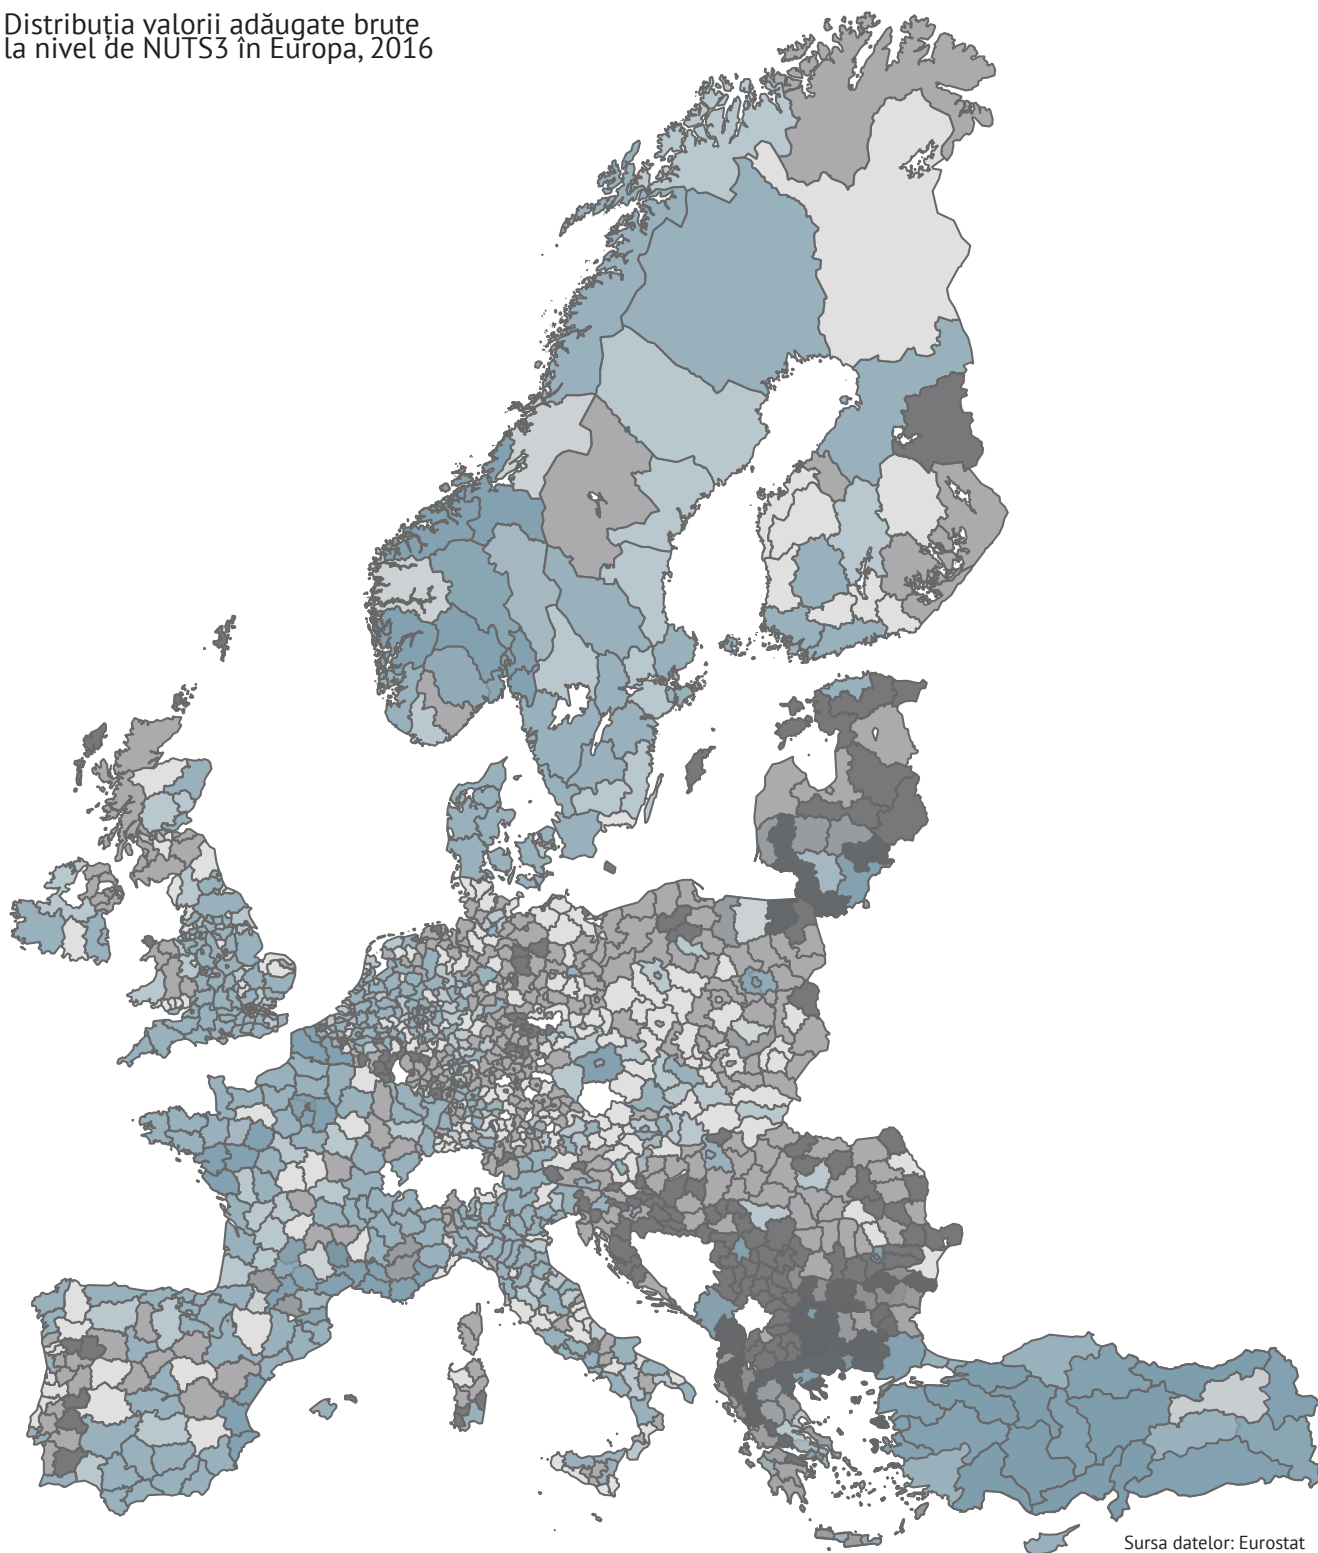 Distribuția valorii adăugate brute
la nivel de NUTS3 în Europa, 2016
Sursa datelor: Eurostat